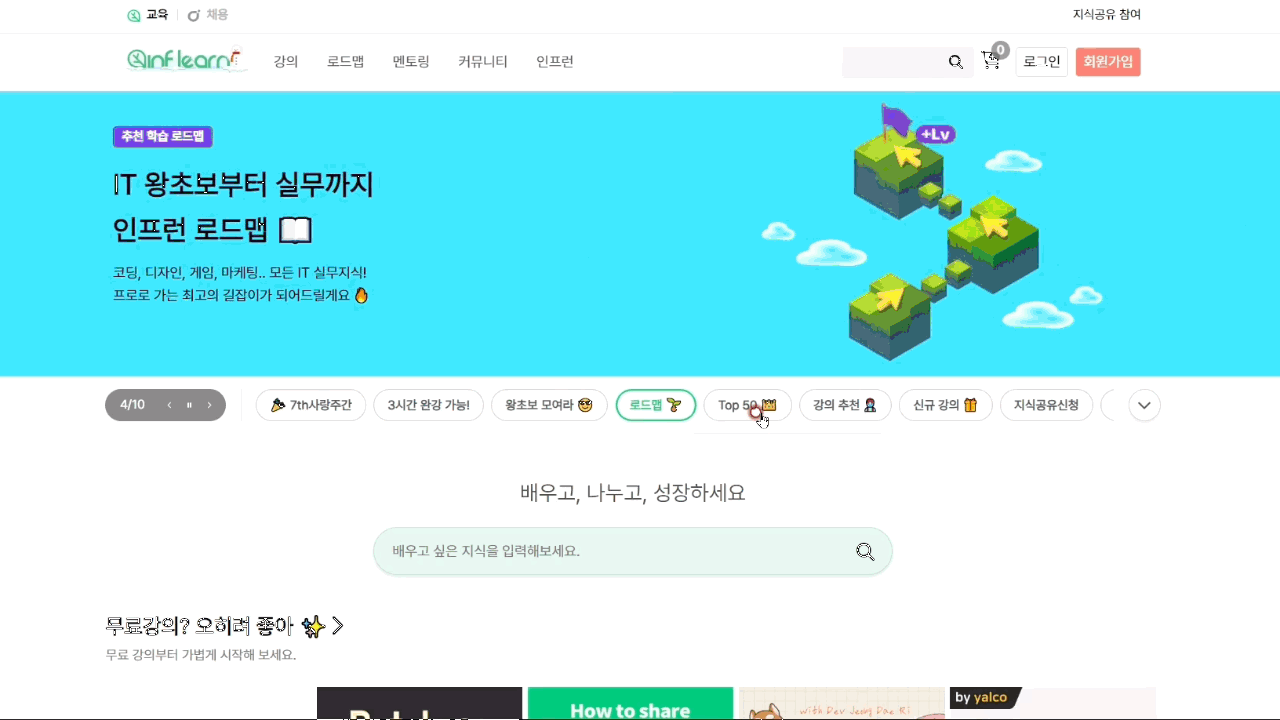 교육
채용
지식공유 참여
inflearn
강의
로드맵
멘토링
커뮤니티
인프런
0
로그인
회원가입
추천 학습 로드맵
IT 왕초보부터 실무까지
인프런 로드맵
코딩, 디자인, 게임, 마케팅.. 모든 IT 실무지식!
프로로 가는 최고의 길잡이가 되어드릴게요
+Lv
4/10
7th사랑주간
3시간 완강 가능!
왕초보 모여라
로드맵
Top 50
강의 추천
신규 강의
지식공유신청
배우고, 나누고, 성장하세요
배우고 싶은 지식을 입력해보세요.
무료강의? 오히려 좋아
무료 강의부터 가볍게 시작해 보세요.
How to share
with Dev Jeong Dae Ri
by yalco